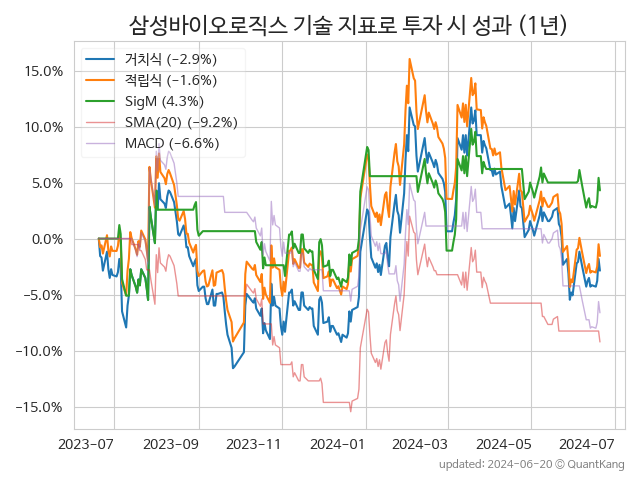 삼성바이오로직스 기술 지표로 투자 시 성과 (1년)
거치식 (−2.9%)
적립식 (−1.6%)
SigM (4.3%)
SMA(20) (−9.2%)
MACD (−6.6%)
15.0%
10.0%
5.0%
0.0%
−5.0%
−10.0%
−15.0%
2023-07 2023-09 2023-11 2024-01 2024-03 2024-05 2024-07
updated: 2024-06-20 © QuantKang